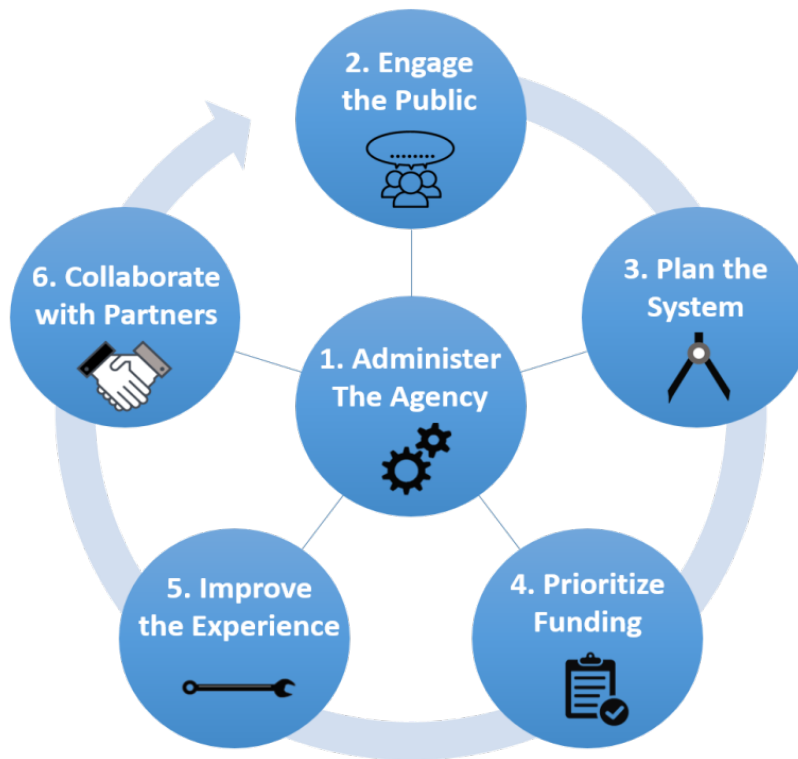 2. Engage
the Public
3. Plan the
System
6. Collaborate
with Partners
1. Administer
The Agency
4. Prioritize
Funding
5. Improve
the Experience